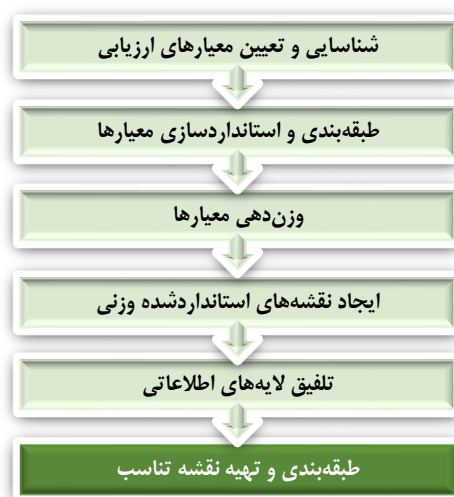 شناسایی و تعیین معیارهای ارزیابی
طبقه‌بندی و استانداردسازی معیارها
وزن‌دهی معیارها
ایجاد نقشه‌های استانداردشده وزنی
تلفیق لایه‌های اطلاعاتی
طبقه‌بندی و تهیه نقشه تناسب